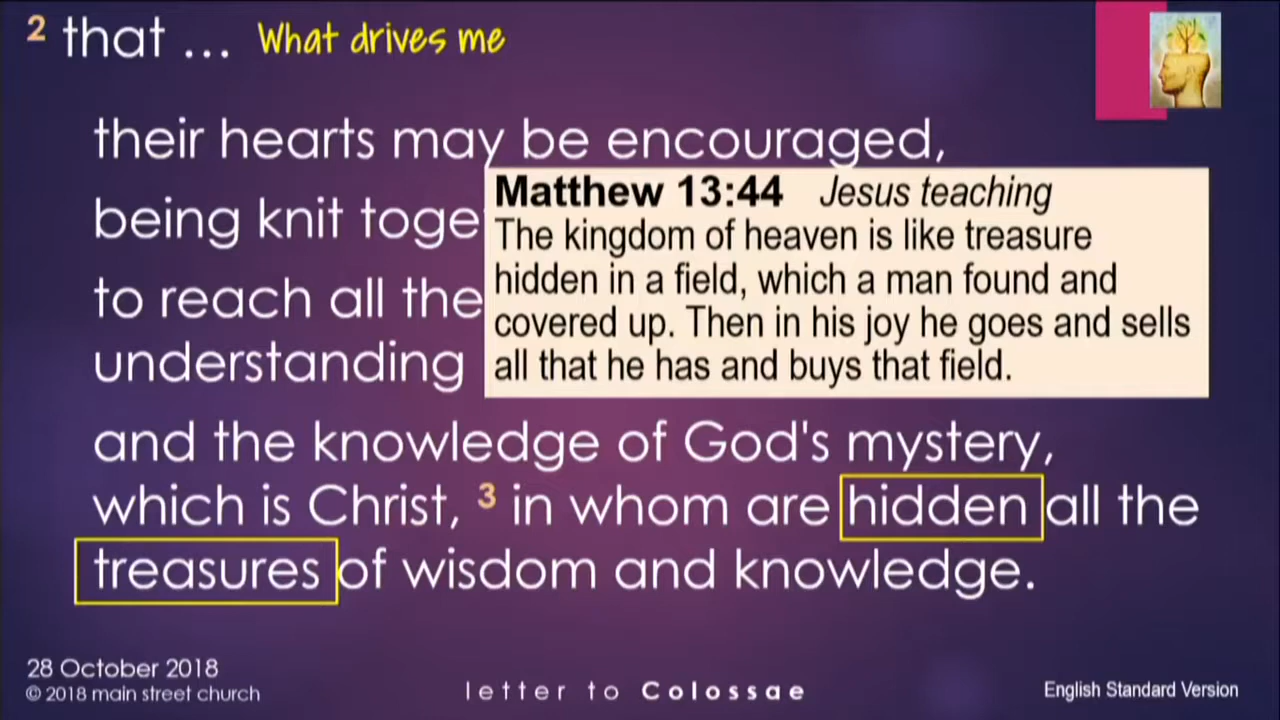 2 that ... What drives me
their hearts may be encouraged,
Matthew 13:44 Jesus teaching
being knit toge
The kingdom of heaven is like treasure
hidden in a field, which a man found and
to reach all the
covered up. Then in his joy he goes and sells
understanding
all that he has and buys that field.
and the knowledge of God's mystery,
which is Christ, 3 in whom are hidden all the
treasures of wisdom and knowledge.
28 October 2018
© 2018 main street church
letter to Colossae
English Standard Version